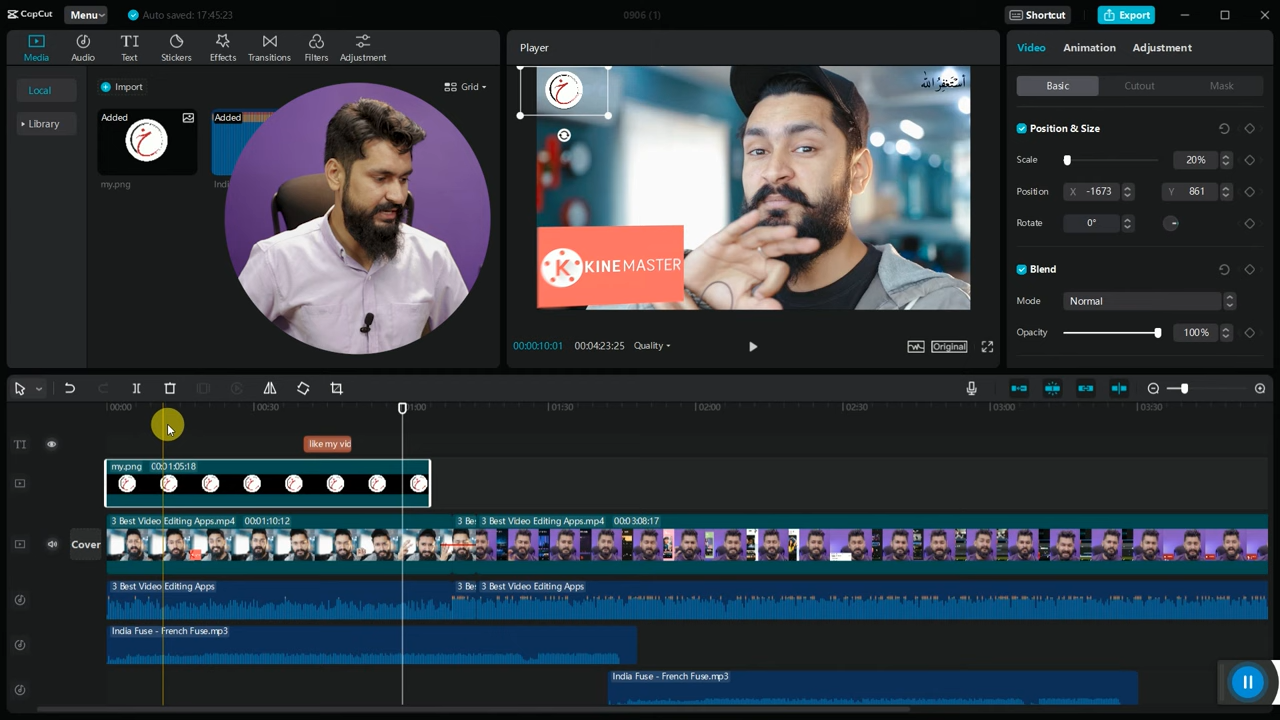 CapCut
Menu
Auto saved: 17:45:23
0906 (1)
Shortcut
Export
Media
Audio
Text
Stickers
Effects
Transitions
Filters
Adjustment
Player
Video
Animation
Adjustment
Local
Import
Grid
Basic
Cutout
Mask
Library
Added
Added
my.png
Indi
أَسْتَغْفِرُ اللّٰه
خ
KINEMASTER
Position & Size
Scale
20%
Position
X -1673
Y 861
Rotate
0°
Blend
Mode
Normal
Opacity
100%
00:00:10:01
00:04:23:25
Quality
Original
00:00
00:30
01:00
01:30
02:00
02:30
03:00
03:30
TI
like my vid
my.png 00:01:05:18
Cover
3 Best Video Editing Apps.mp4 00:01:10:12
3 Be
3 Best Video Editing Apps.mp4 00:03:08:17
3 Best Video Editing Apps
3 Be
3 Best Video Editing Apps
India Fuse - French Fuse.mp3
India Fuse - French Fuse.mp3